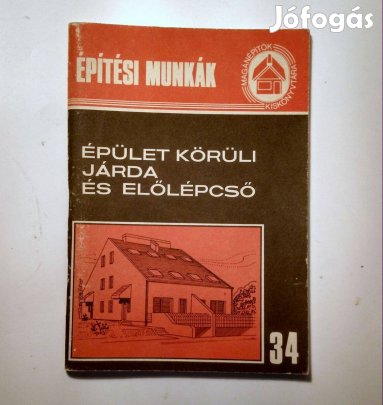 Jófogás
ÉPÍTÉSI MUNKÁK
MAGÁNÉPÍTŐK
KISKÖNYVTÁRA
ÉPÜLET KÖRÜLI
JÁRDA
ÉS ELŐLÉPCSŐ
34